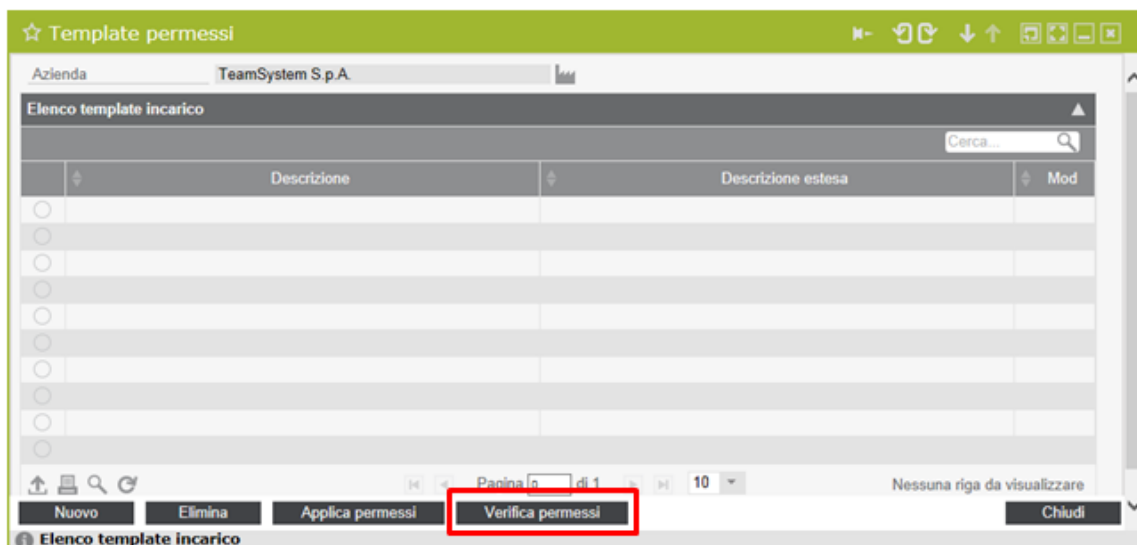 Template permessi
Azienda TeamSystem S.p.A.
Elenco template incarico
Cerca...
Descrizione Descrizione estesa Mod
Pagina 0 di 1 10 Nessuna riga da visualizzare
Nuovo Elimina Applica permessi Verifica permessi Chiudi
Elenco template incarico